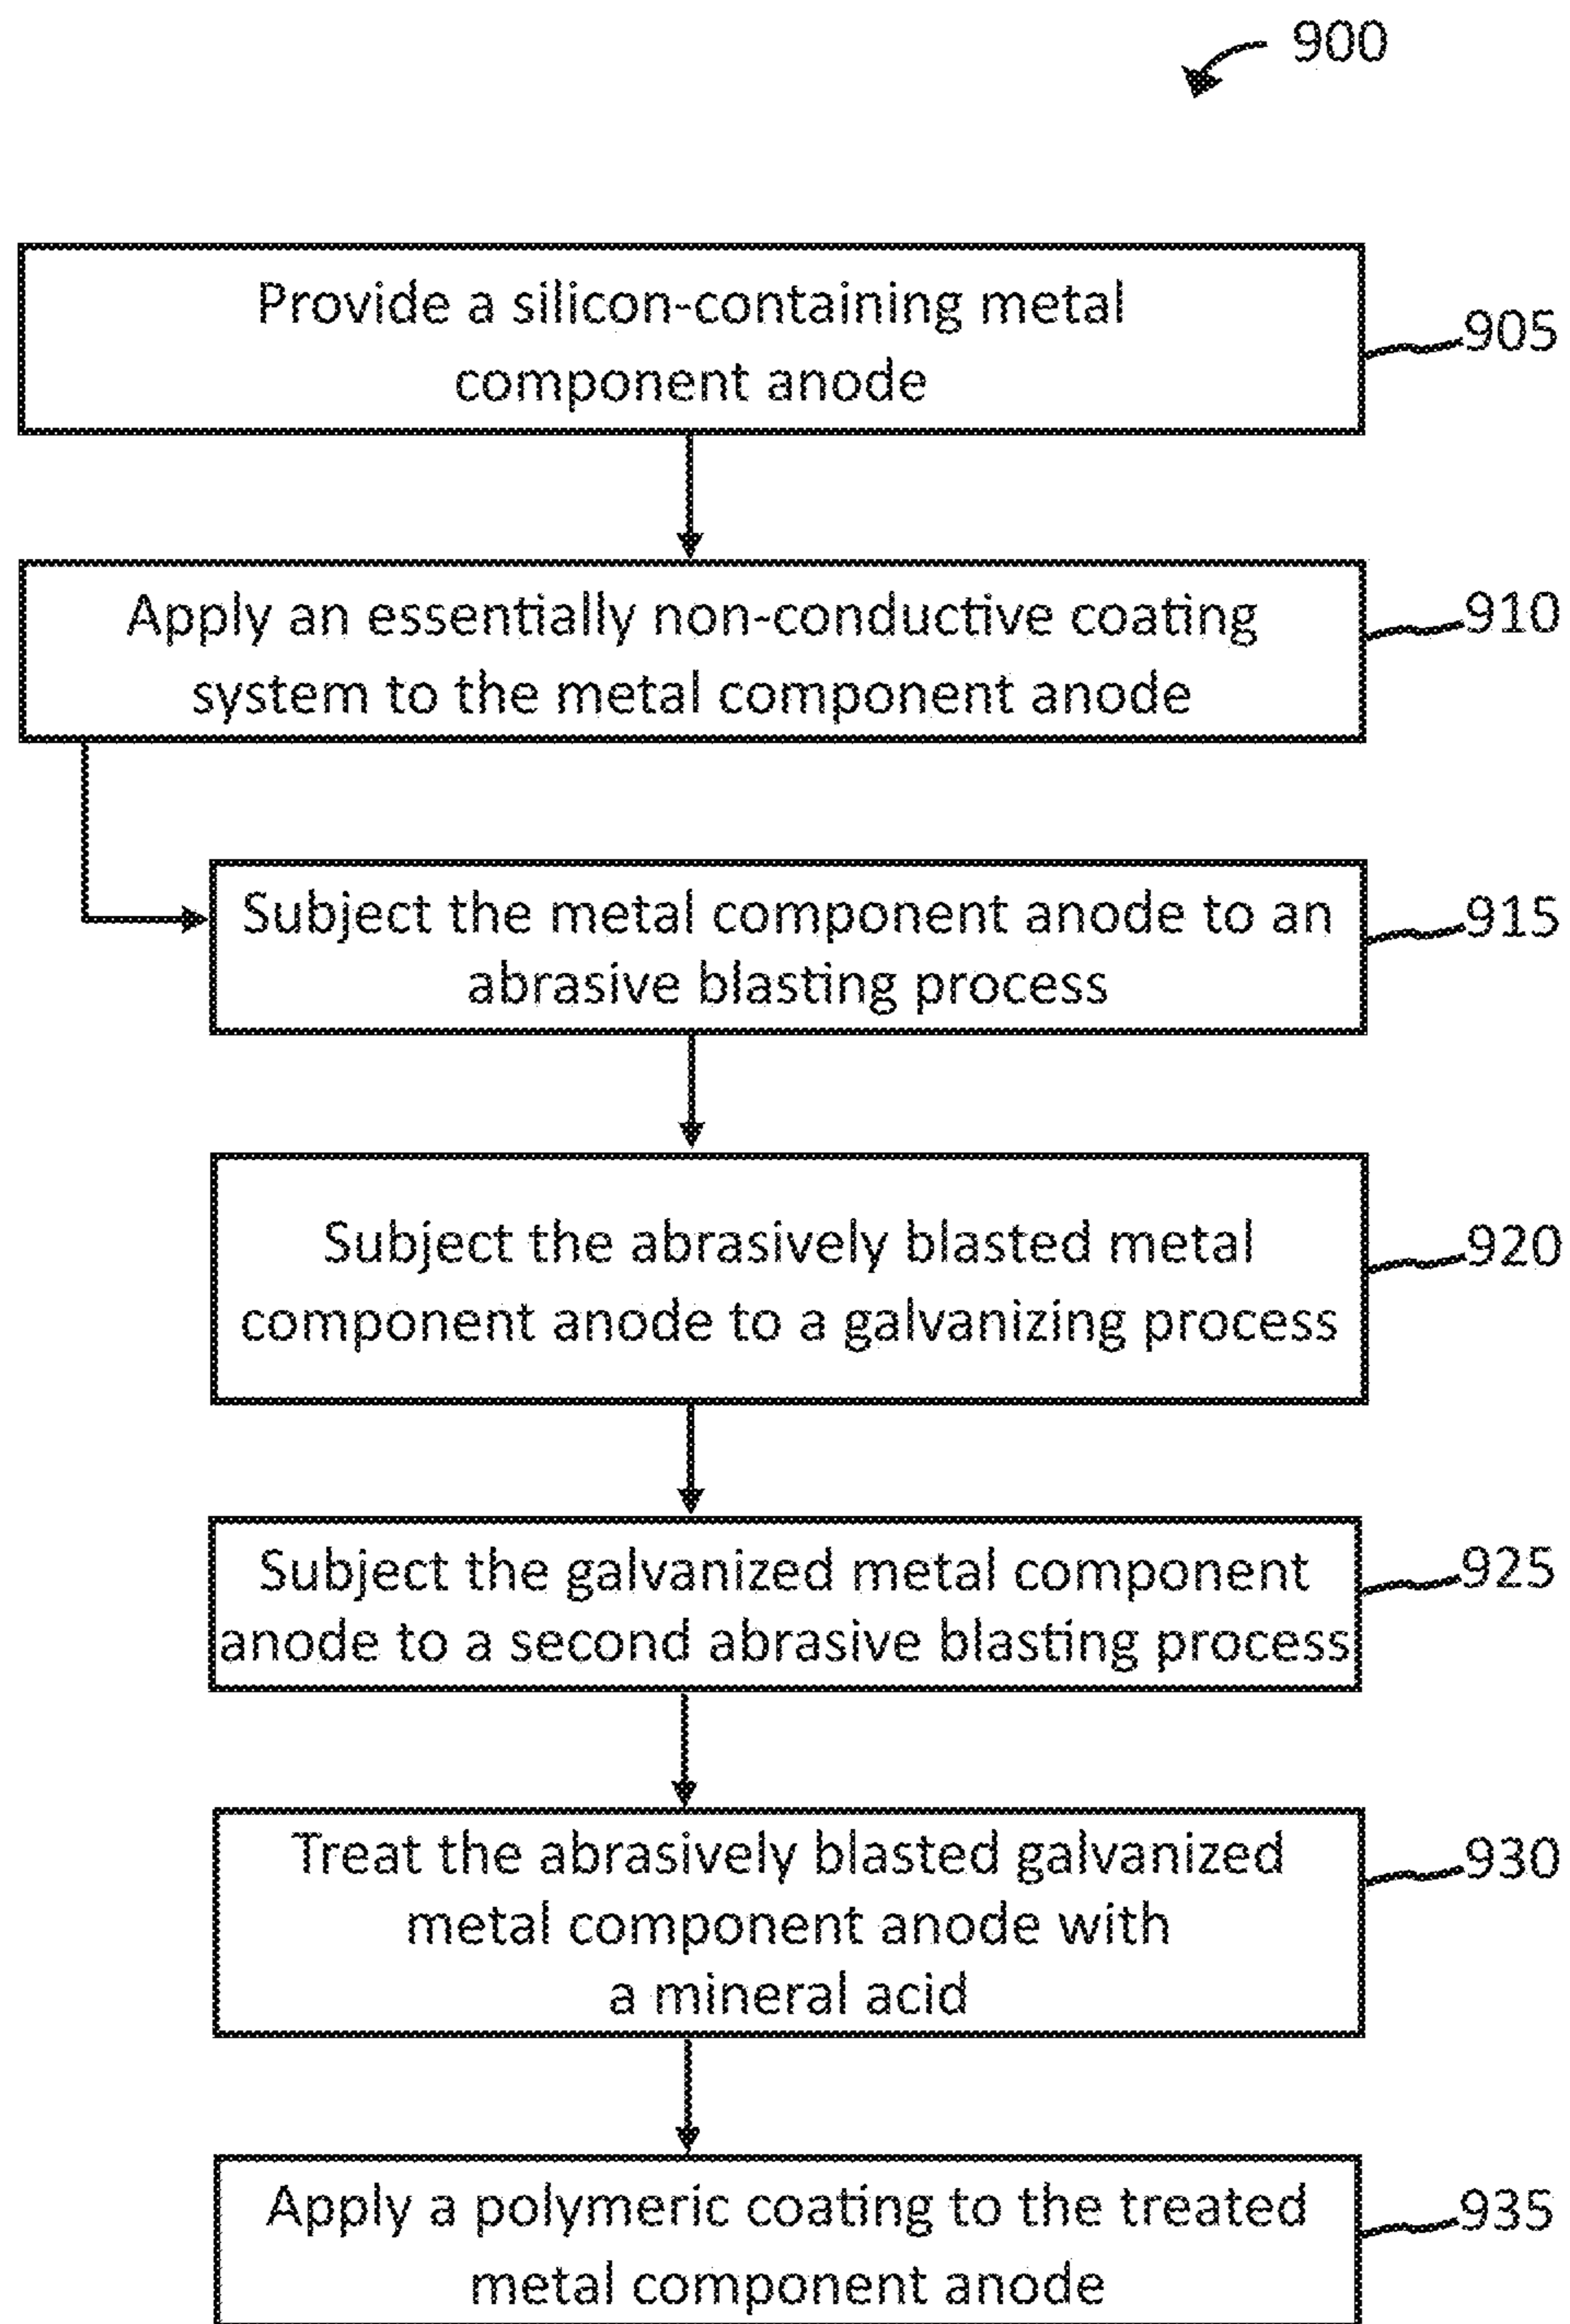 900
Provide a silicon-containing metal
component anode
905
Apply an essentially non-conductive coating
system to the metal component anode
910
Subject the metal component anode to an
abrasive blasting process
915
Subject the abrasively blasted metal
component anode to a galvanizing process
920
Subject the galvanized metal component
anode to a second abrasive blasting process
925
Treat the abrasively blasted galvanized
metal component anode with
a mineral acid
930
Apply a polymeric coating to the treated
metal component anode
935